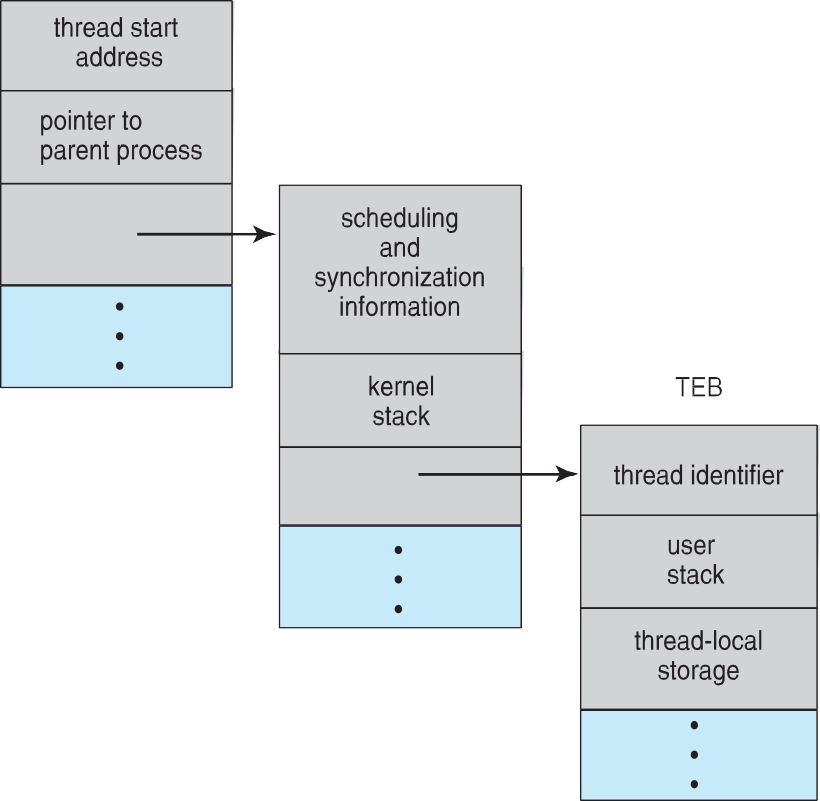 thread start
address
pointer to
parent process
scheduling
and
synchronization
information
kernel
stack
TEB
thread identifier
user
stack
thread-local
storage